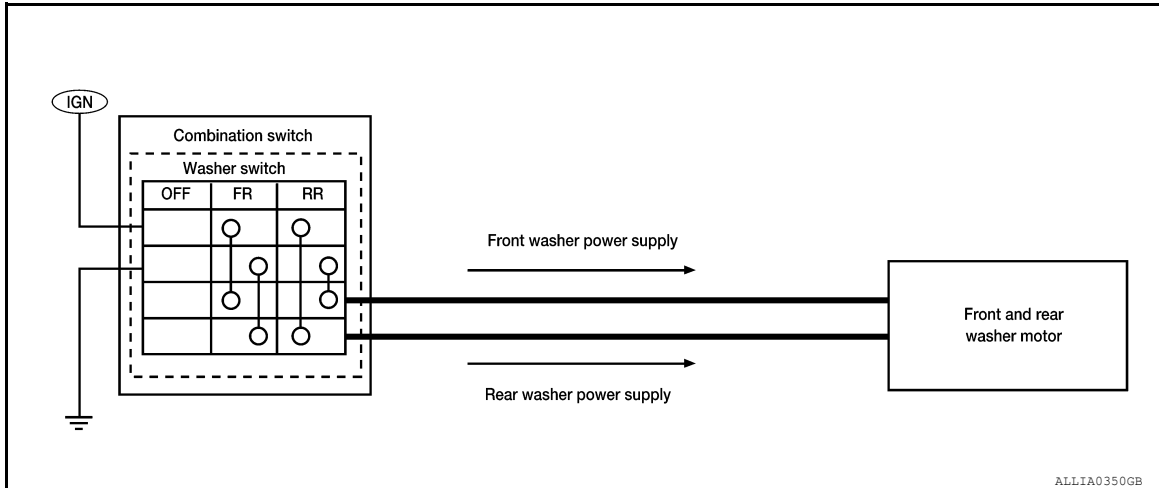 IGN
Combination switch
Washer switch
OFF FR RR
Front washer power supply
Front and rear
washer motor
Rear washer power supply
ALLIA0350GB